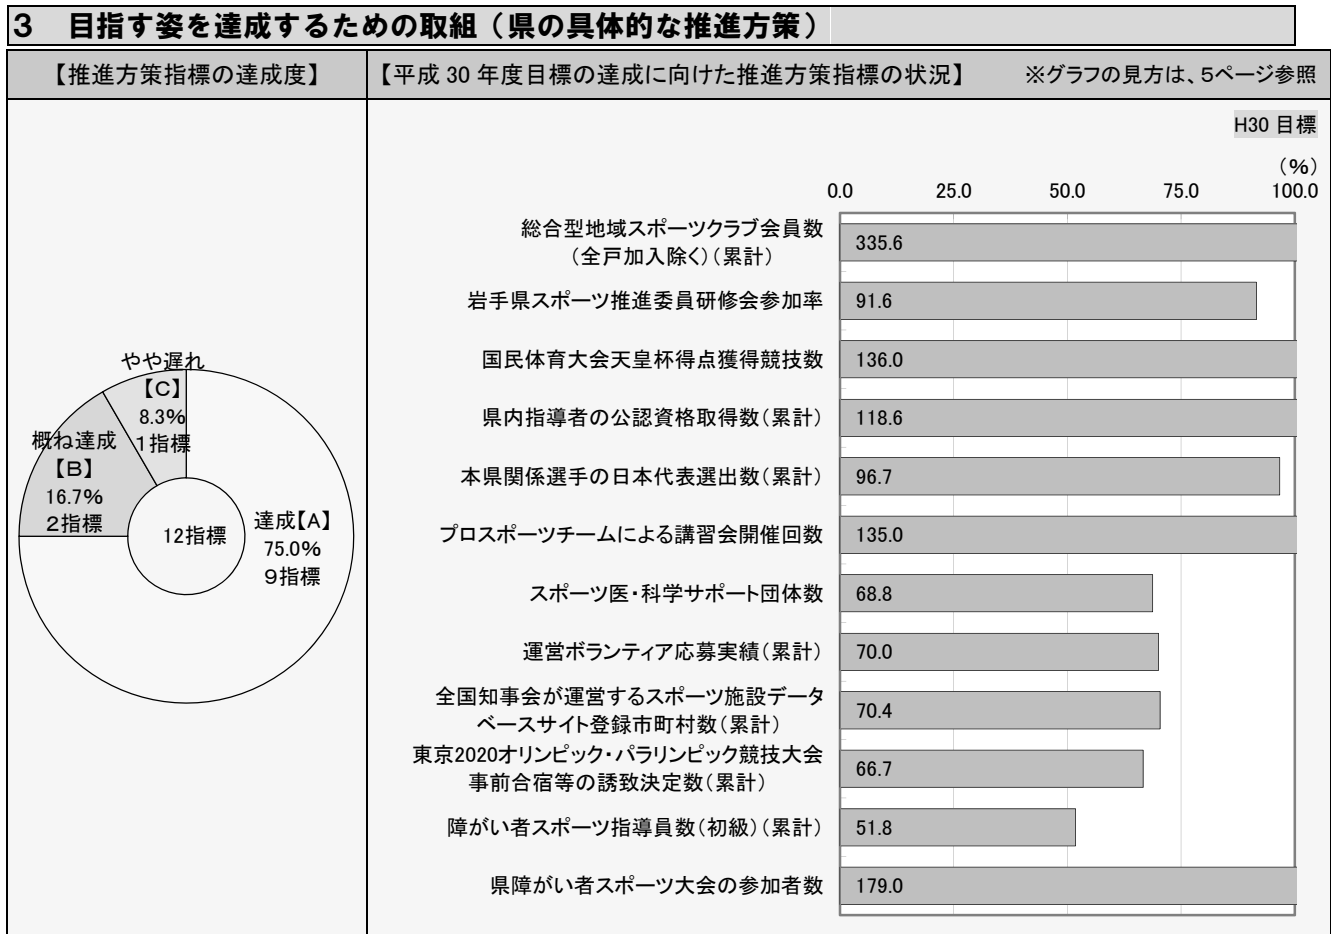 ３　目指す姿を達成するための取組（県の具体的な推進方策）
【推進方策指標の達成度】
【平成 30 年度目標の達成に向けた推進方策指標の状況】　※グラフの見方は、５ページ参照
やや遅れ
【C】
8.3%
1指標
概ね達成
【B】
16.7%
２指標
12指標
達成【A】
75.0%
９指標
H30 目標
（%）
0.0 25.0 50.0 75.0 100.0
総合型地域スポーツクラブ会員数
（全戸加入除く）（累計）
335.6
岩手県スポーツ推進委員研修会参加率
91.6
国民体育大会天皇杯得点獲得競技数
136.0
県内指導者の公認資格取得数（累計）
118.6
本県関係選手の日本代表選出数（累計）
96.7
プロスポーツチームによる講習会開催回数
135.0
スポーツ医・科学サポート団体数
68.8
運営ボランティア応募実績（累計）
70.0
全国知事会が運営するスポーツ施設データ
ベースサイト登録市町村数（累計）
70.4
東京2020オリンピック・パラリンピック競技大会
事前合宿等の誘致決定数（累計）
66.7
障がい者スポーツ指導員数（初級）（累計）
51.8
県障がい者スポーツ大会の参加者数
179.0